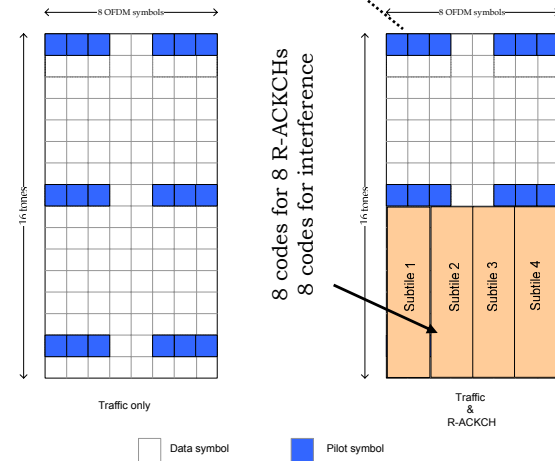 8 OFDM symbols
16 tones
Traffic only
8 codes for 8 R-ACKCHs
8 codes for interference
8 OFDM symbols
16 tones
Subtile 1
Subtile 2
Subtile 3
Subtile 4
Traffic
&
R-ACKCH
Data symbol
Pilot symbol